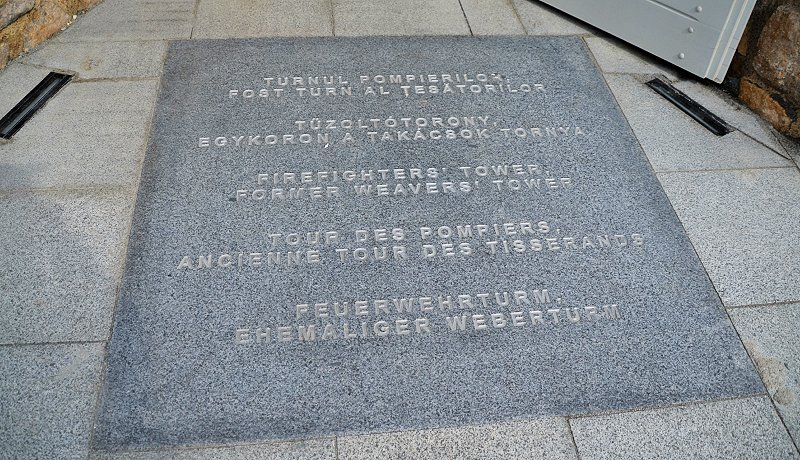 TURNUL POMPIERILOR,
FOST TURN AL ȚESĂTORILOR
TŰZOLTÓTORONY,
EGYKORON A TAKÁCSOK TORNYA
FIREFIGHTERS' TOWER,
FORMER WEAVERS' TOWER
TOUR DES POMPIERS,
ANCIENNE TOUR DES TISSERANDS
FEUERWEHRTURM,
EHEMALIGER WEBERTURM